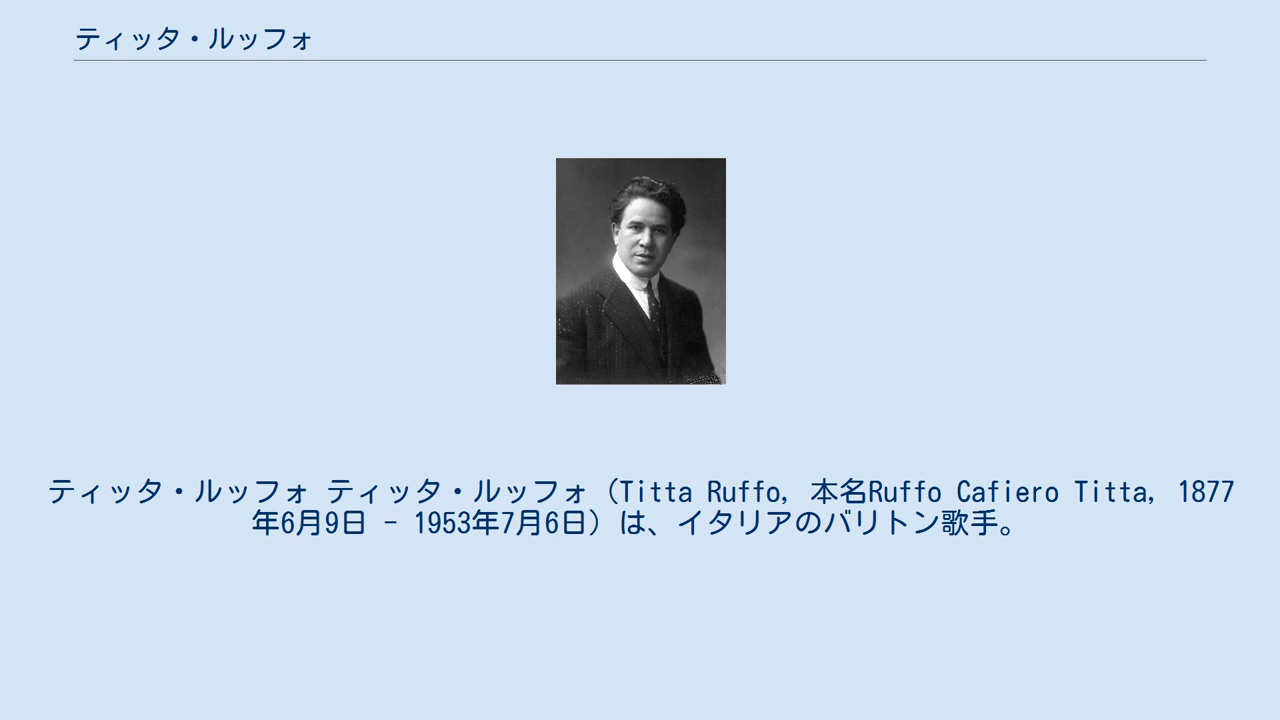 ティッタ・ルッフォ
ティッタ・ルッフォ ティッタ・ルッフォ（Titta Ruffo, 本名Ruffo Cafiero Titta, 1877
年6月9日 - 1953年7月6日）は、イタリアのバリトン歌手。